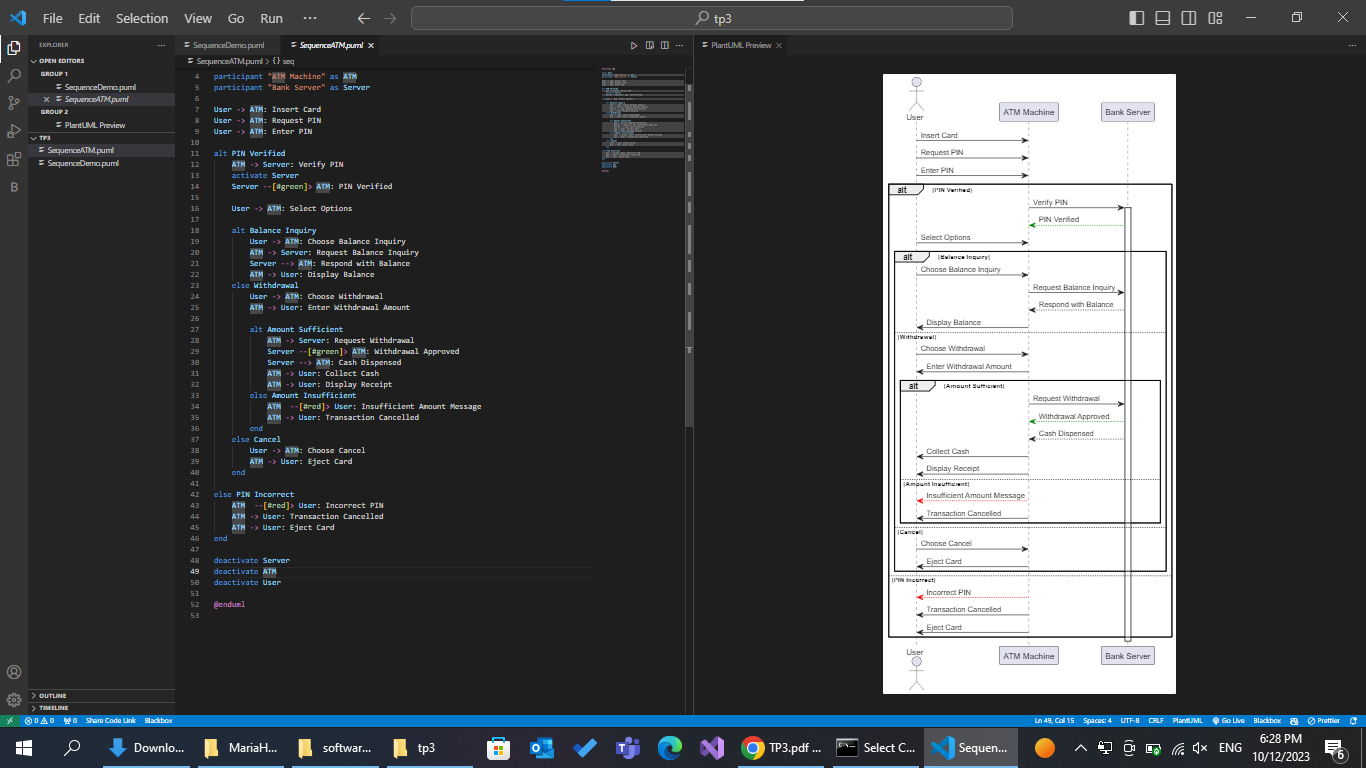 File Edit Selection View Go Run ··· tp3
EXPLORER ···
OPEN EDITORS
GROUP 1
SequenceDemo.puml
SequenceATM.puml
GROUP 2
PlantUML Preview
TP3
SequenceATM.puml
SequenceDemo.puml
OUTLINE
TIMELINE
SequenceDemo.puml SequenceATM.puml
SequenceATM.puml > {} seq
4 participant "ATM Machine" as ATM
5 participant "Bank Server" as Server
6
7 User -> ATM: Insert Card
8 User -> ATM: Request PIN
9 User -> ATM: Enter PIN
10
11 alt PIN Verified
12 ATM -> Server: Verify PIN
13 activate Server
14 Server --[#green]> ATM: PIN Verified
15
16 User -> ATM: Select Options
17
18 alt Balance Inquiry
19 User -> ATM: Choose Balance Inquiry
20 ATM -> Server: Request Balance Inquiry
21 Server --> ATM: Respond with Balance
22 ATM -> User: Display Balance
23 else Withdrawal
24 User -> ATM: Choose Withdrawal
25 ATM -> User: Enter Withdrawal Amount
26
27 alt Amount Sufficient
28 ATM -> Server: Request Withdrawal
29 Server --[#green]> ATM: Withdrawal Approved
30 Server --> ATM: Cash Dispensed
31 ATM -> User: Collect Cash
32 ATM -> User: Display Receipt
33 else Amount Insufficient
34 ATM --[#red]> User: Insufficient Amount Message
35 ATM -> User: Transaction Cancelled
36 end
37 else Cancel
38 User -> ATM: Choose Cancel
39 ATM -> User: Eject Card
40 end
41
42 else PIN Incorrect
43 ATM --[#red]> User: Incorrect PIN
44 ATM -> User: Transaction Cancelled
45 ATM -> User: Eject Card
46 end
47
48 deactivate Server
49 deactivate ATM
50 deactivate User
51
52 @enduml
53
PlantUML Preview
User ATM Machine Bank Server
Insert Card
Request PIN
Enter PIN
alt [PIN Verified]
Verify PIN
PIN Verified
Select Options
alt [Balance Inquiry]
Choose Balance Inquiry
Request Balance Inquiry
Respond with Balance
Display Balance
[Withdrawal]
Choose Withdrawal
Enter Withdrawal Amount
alt [Amount Sufficient]
Request Withdrawal
Withdrawal Approved
Cash Dispensed
Collect Cash
Display Receipt
[Amount Insufficient]
Insufficient Amount Message
Transaction Cancelled
[Cancel]
Choose Cancel
Eject Card
[PIN Incorrect]
Incorrect PIN
Transaction Cancelled
Eject Card
User ATM Machine Bank Server
0 0 0 Share Code Link Blackbox Ln 49, Col 15 Spaces: 4 UTF-8 CRLF PlantUML Go Live Blackbox Prettier
Downlo... MariaH... softwar... tp3 TP3.pdf ... Select C... Sequen... ENG 6:28 PM
10/12/2023 6